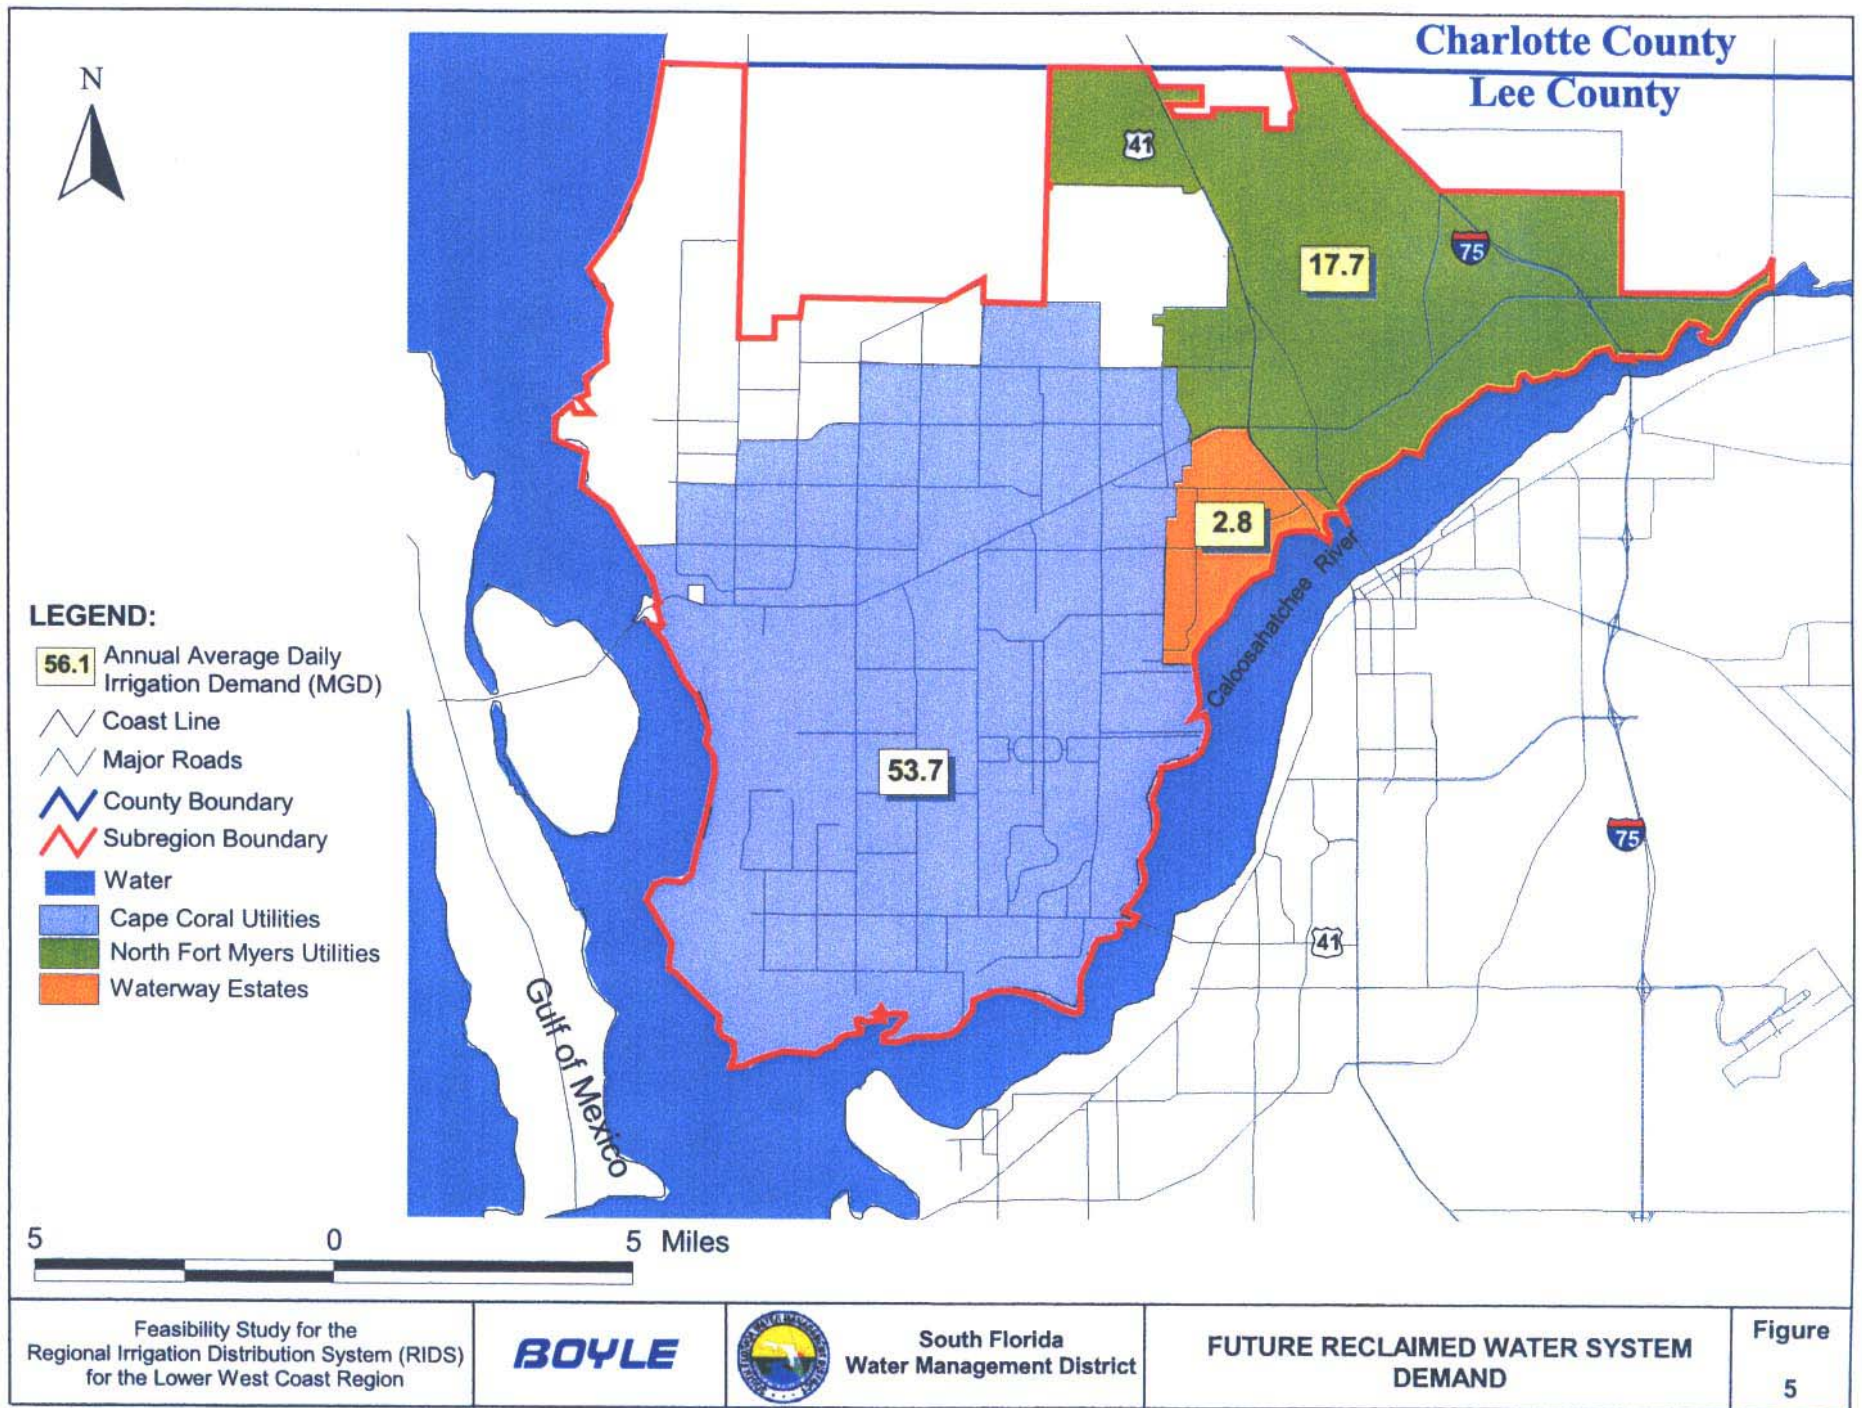 Charlotte County
Lee County
N
41
17.7
75
2.8
Caloosahatchee River
53.7
75
41
Gulf of Mexico
LEGEND:
56.1 Annual Average Daily
Irrigation Demand (MGD)
Coast Line
Major Roads
County Boundary
Subregion Boundary
Water
Cape Coral Utilities
North Fort Myers Utilities
Waterway Estates
5 0 5 Miles
Feasibility Study for the
Regional Irrigation Distribution System (RIDS)
for the Lower West Coast Region
BOYLE
South Florida
Water Management District
FUTURE RECLAIMED WATER SYSTEM
DEMAND
Figure
5